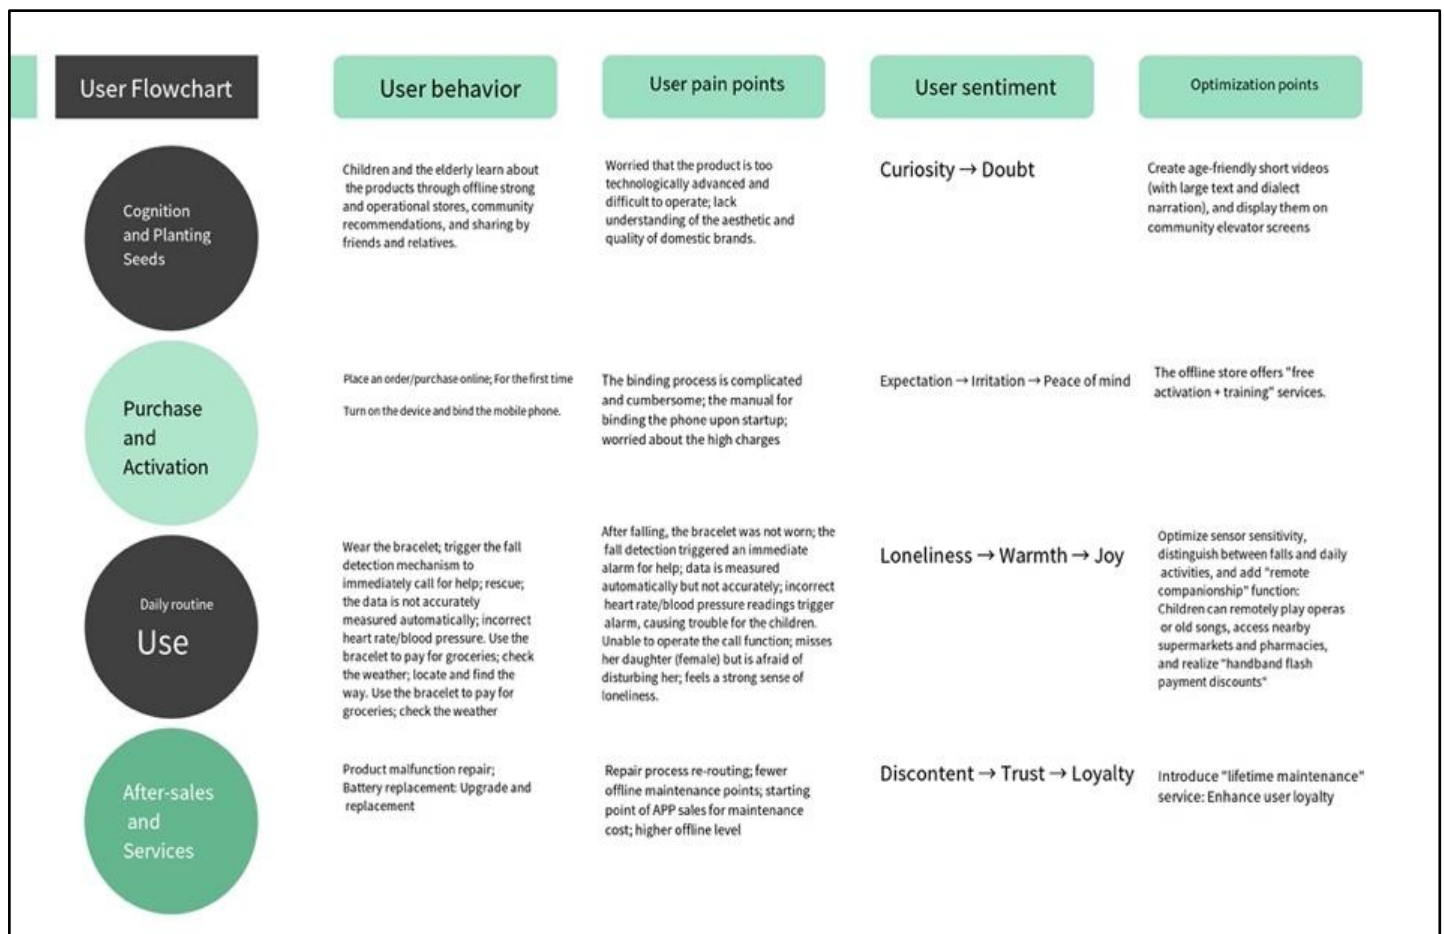 User Flowchart
User behavior
User pain points
User sentiment
Optimization points
Cognition
and Planting
Seeds
Children and the elderly learn about
the products through offline strong
and operational stores, community
recommendations, and sharing by
friends and relatives.
Worried that the product is too
technologically advanced and
difficult to operate; lack
understanding of the aesthetic and
quality of domestic brands.
Curiosity → Doubt
Create age-friendly short videos
(with large text and dialect
narration), and display them on
community elevator screens
Purchase
and
Activation
Place an order/purchase online; For the first time
Turn on the device and bind the mobile phone.
The binding process is complicated
and cumbersome; the manual for
binding the phone upon startup;
worried about the high charges
Expectation → Irritation → Peace of mind
The offline store offers "free
activation + training" services.
Daily routine
Use
Wear the bracelet; trigger the fall
detection mechanism to
immediately call for help; rescue;
the data is not accurately
measured automatically; incorrect
heart rate/blood pressure. Use the
bracelet to pay for groceries; check
the weather; locate and find the
way. Use the bracelet to pay for
groceries; check the weather
After falling, the bracelet was not worn; the
fall detection triggered an immediate
alarm for help; data is measured
automatically but not accurately; incorrect
heart rate/blood pressure readings trigger
alarm, causing trouble for the children.
Unable to operate the call function; misses
her daughter (female) but is afraid of
disturbing her; feels a strong sense of
loneliness.
Loneliness → Warmth → Joy
Optimize sensor sensitivity,
distinguish between falls and daily
activities, and add "remote
companionship" function:
Children can remotely play operas
or old songs, access nearby
supermarkets and pharmacies,
and realize "handband flash
payment discounts"
After-sales
and
Services
Product malfunction repair;
Battery replacement: Upgrade and
replacement
Repair process re-routing; fewer
offline maintenance points; starting
point of APP sales for maintenance
cost; higher offline level
Discontent → Trust → Loyalty
Introduce "lifetime maintenance"
service: Enhance user loyalty